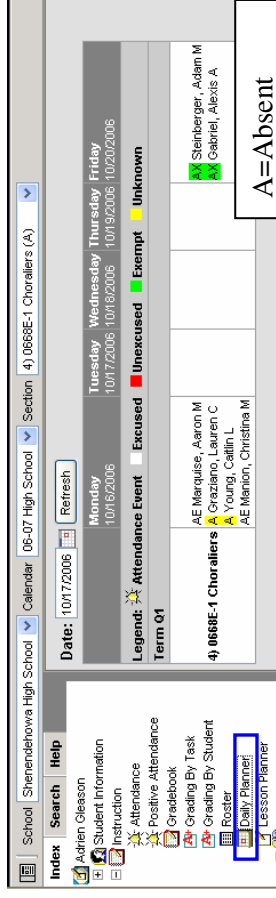 School Shenendehowa High School Calendar 06-07 High School Section 4) 0668E-1 Choraliers (A)
Index Search Help
Adrien Gleason
Student Information
Instruction
Attendance
Positive Attendance
Gradebook
Grading By Task
Grading By Student
Roster
Daily Planner
Lesson Planner
Date: 10/17/2006 Refresh
Monday Tuesday Wednesday Thursday Friday
10/16/2006 10/17/2006 10/18/2006 10/19/2006 10/20/2006
Legend: Attendance Event Excused Unexcused Exempt Unknown
Term Q1
4) 0668E-1 Choraliers
AE Marquise, Aaron M
A Graziano, Lauren C
A Young, Caitlin L
AE Manion, Christina M
AX Steinberger, Adam M
AX Gabriel, Alexis A
A=Absent